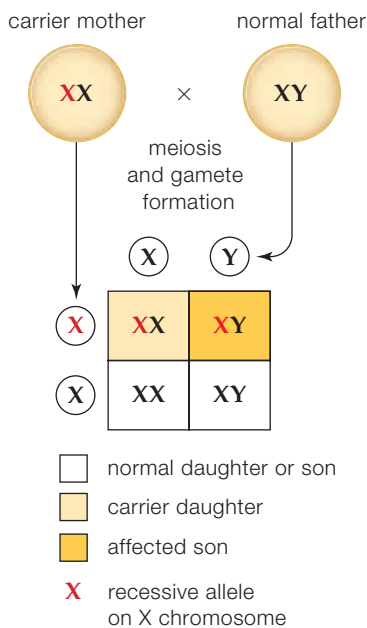 carrier mother normal father
XX × XY
meiosis
and gamete
formation
X Y
X XX XY
X XX XY
normal daughter or son
carrier daughter
affected son
X recessive allele
on X chromosome